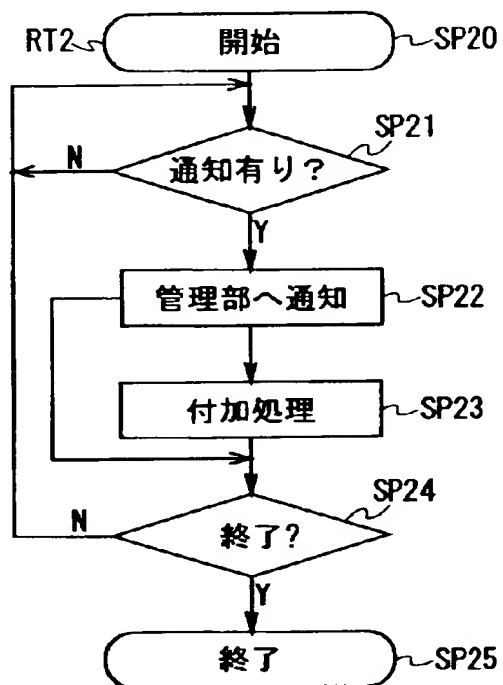 RT2 開始 SP20
SP21
N 通知有り?
Y
管理部へ通知 SP22
付加処理 SP23
SP24
N 終了?
Y
終了 SP25